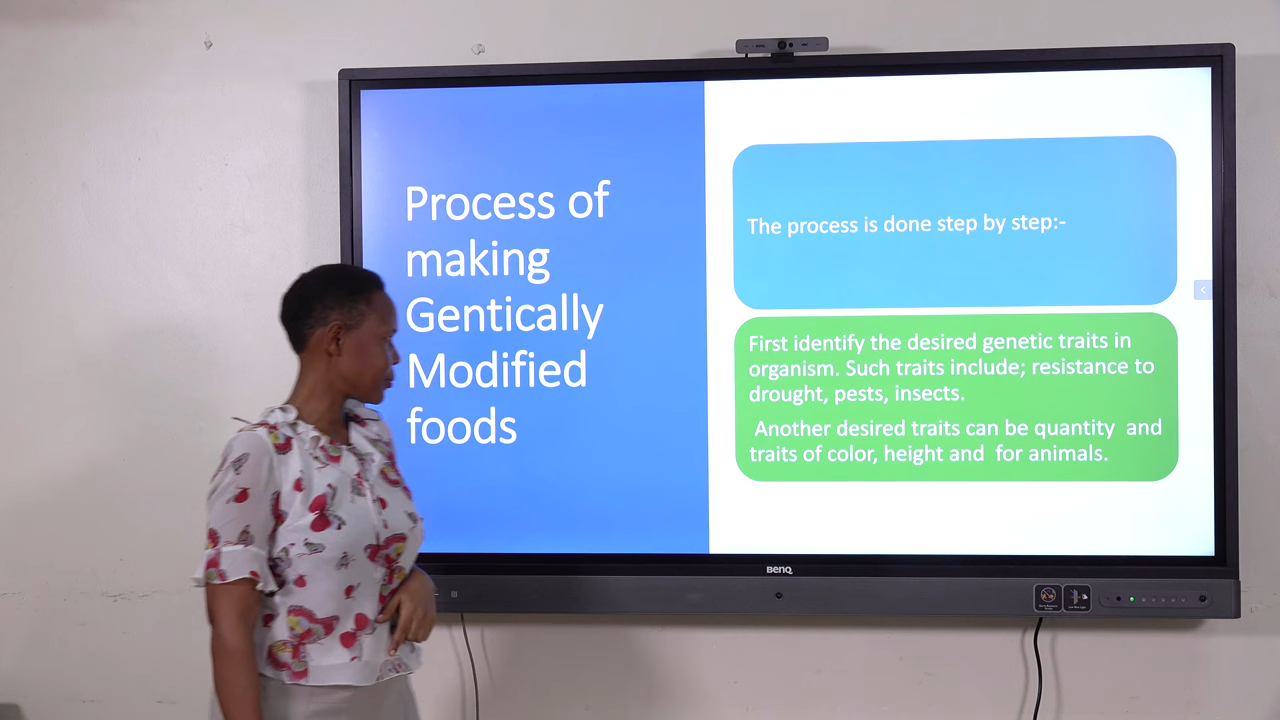 Process of
making
Gentically
Modified
foods
The process is done step by step:-
First identify the desired genetic traits in
organism. Such traits include; resistance to
drought, pests, insects.
Another desired traits can be quantity and
traits of color, height and for animals.
BenQ